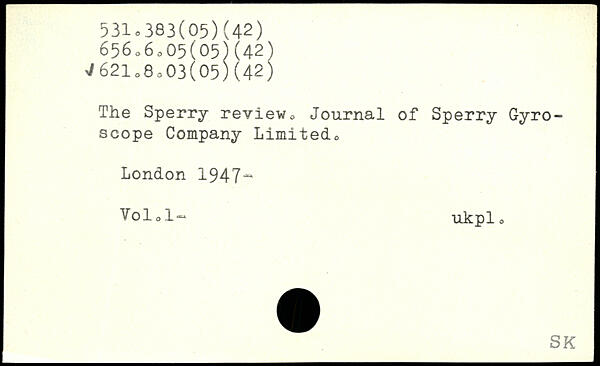 531.383(05)(42)
656.6.05(05)(42)
✓621.8.03(05)(42)
The Sperry review. Journal of Sperry Gyro-
scope Company Limited.
London 1947-
Vol.1-
ukpl.
SK